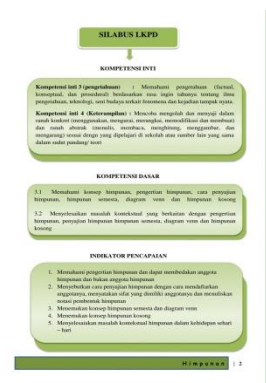 SILABUS LKPD
KOMPETENSI INTI
Kompetensi inti 3 (pengetahuan) : Memahami pengetahuan (factual,
konseptual, dan prosedural) berdasarkan rasa ingin tahunya tentang ilmu
pengetahuan, teknologi, seni budaya terkait fenomena dan kejadian tampak nyata.
Kompetensi inti 4 (Keterampilan) : Mencoba mengolah dan menyaji dalam
ranah konkret (menggunakan, mengurai, merangkai, memodifikasi dan membuat)
dan ranah abstrak (menulis, membaca, menghitung, menggambar, dan
mengarang) sesuai dengan yang dipelajari di sekolah atau sumber lain yang sama
dalam sudut pandang/ teori
KOMPETENSI DASAR
3.1 Memahami konsep himpunan, pengertian himpunan, cara penyajian
himpunan, himpunan semesta, diagram venn dan himpunan kosong
3.2 Menyelesaikan masalah kontekstual yang berkaitan dengan pengertian
himpunan, penyajian himpunan himpunan semesta, diagram venn dan himpunan
kosong
INDIKATOR PENCAPAIAN
1. Memahami pengertian himpunan dan dapat membedakan anggota
himpunan dan bukan anggota himpunan
2. Menyebutkan cara penyajian himpunan dengan cara mendaftarkan
anggotanya, menyatakan sifat yang dimiliki anggotanya dan menuliskan
notasi pembentuk himpunan
3. Menemukan konsep himpunan semesta dan diagram venn
4. Menemukan konsep himpunan kosong
5. Menyelesaiakan masalah kontekstual himpunan dalam kehidupan sehari
– hari
Himpunan | 2